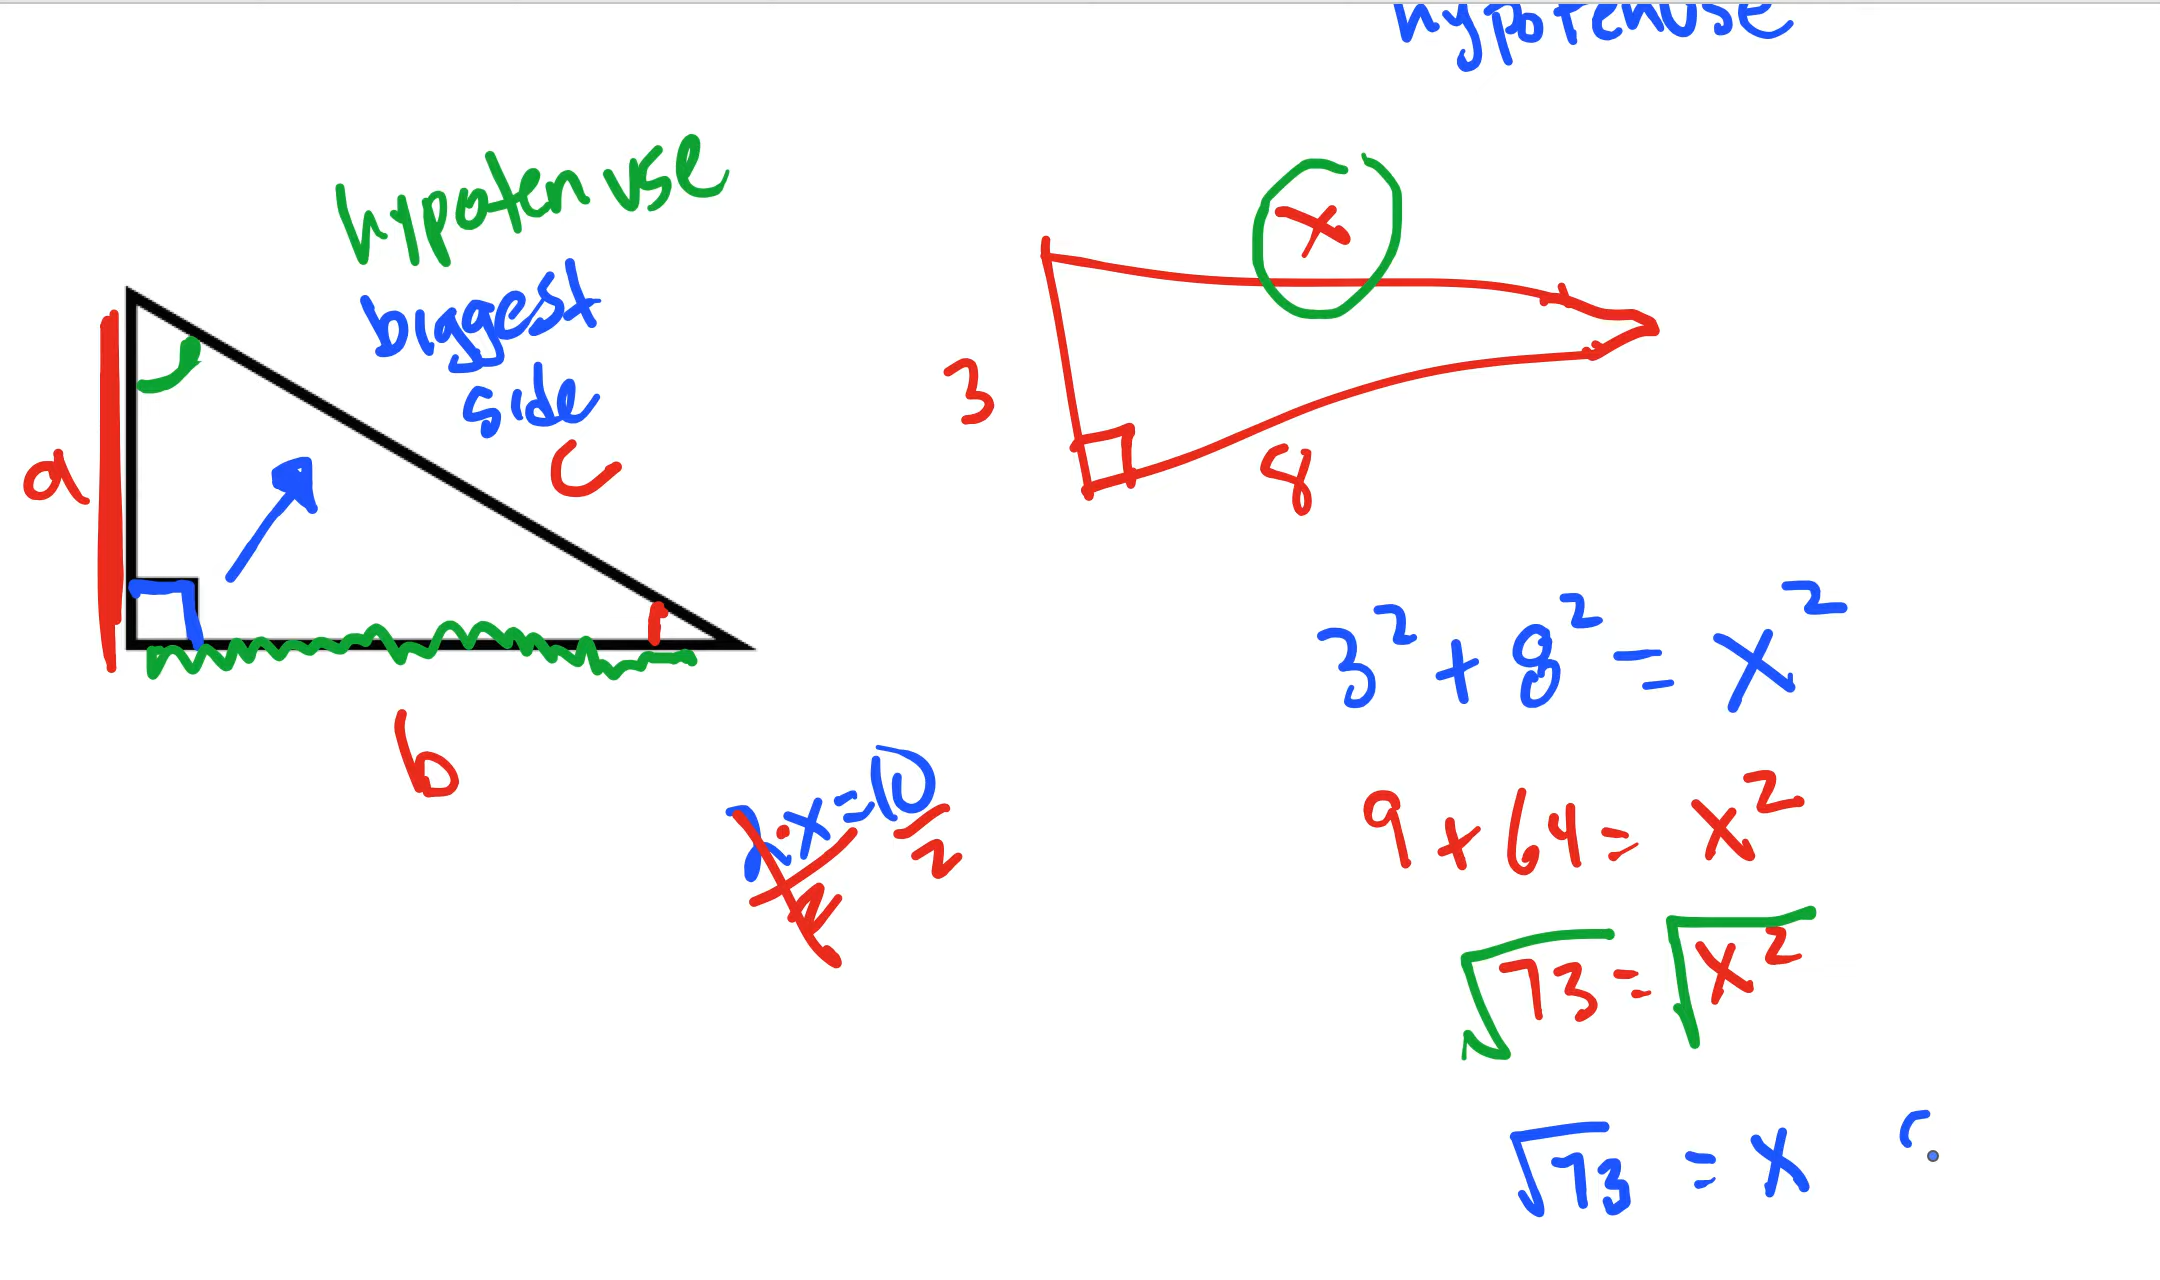 hypotenuse
hypotenuse
biggest
side
c
a
b
x
3
8
3² + 8² = x²
2·x = 10
2 2
9 + 64 = x²
√73 = √x²
√73 = x